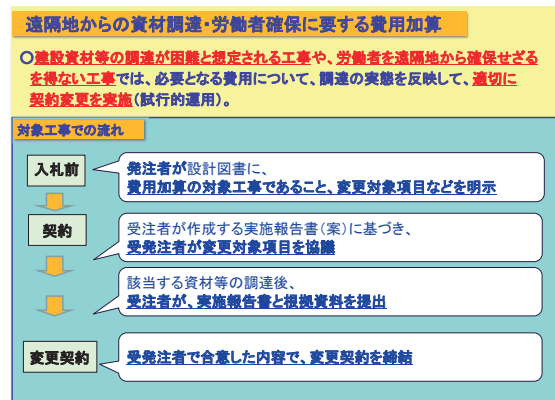 遠隔地からの資材調達・労働者確保に要する費用加算
○建設資材等の調達が困難と想定される工事や、労働者を遠隔地から確保せざる
を得ない工事では、必要となる費用について、調達の実態を反映して、適切に
契約変更を実施(試行的運用)。
対象工事での流れ
入札前
発注者が設計図書に、
費用加算の対象工事であること、変更対象項目などを明示
契約
受注者が作成する実施報告書(案)に基づき、
受発注者が変更対象項目を協議
該当する資材等の調達後、
受注者が、実施報告書と根拠資料を提出
変更契約
受発注者で合意した内容で、変更契約を締結